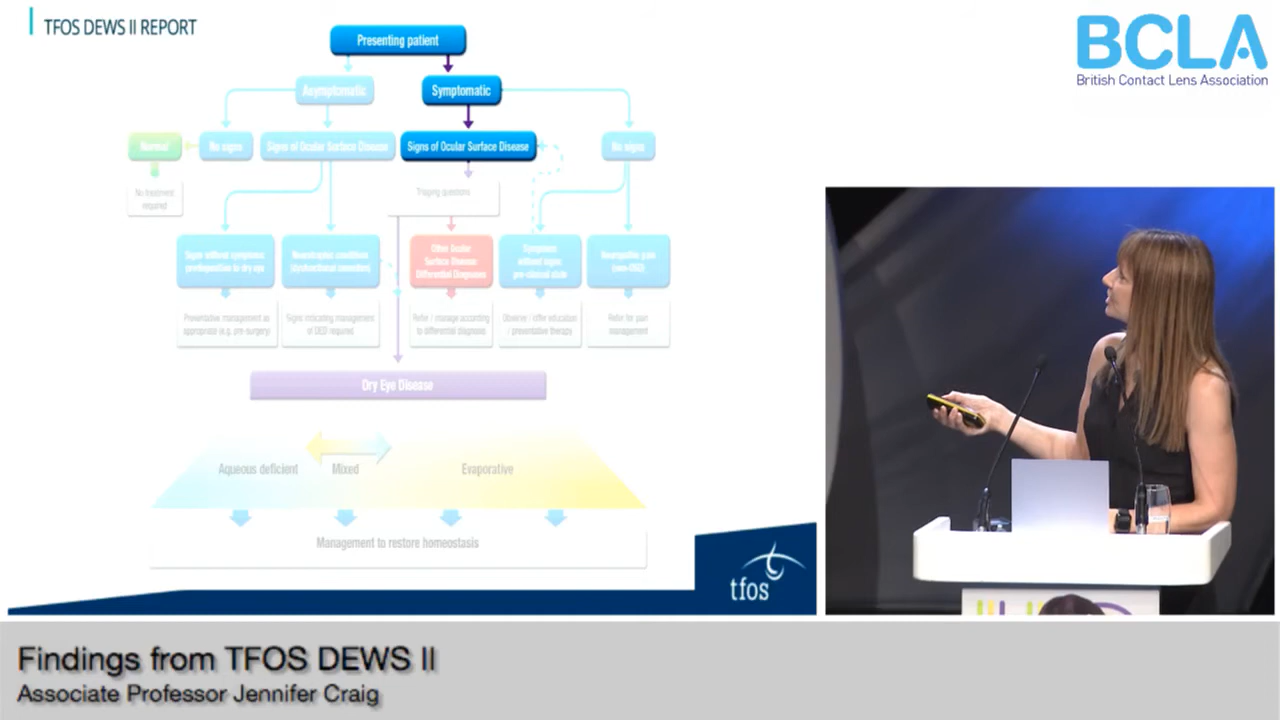 TFOS DEWS II REPORT
BCLA
British Contact Lens Association
Presenting patient
Asymptomatic
Symptomatic
Normal
No signs
Signs of Ocular Surface Disease
Signs of Ocular Surface Disease
No signs
No treatment
required
Triaging questions
Signs without symptoms
predisposition to dry eye
Neurotrophic conditions
(dysfunctional sensation)
Other Ocular
Surface Disease
Differential Diagnoses
Symptoms
without signs
pre-clinical state
Neuropathic pain
(non-OSD)
Preventative management as
appropriate (e.g. pre-surgery)
Signs indicating management
of DED required
Refer / manage according
to differential diagnosis
Observe / offer education
/ preventative therapy
Refer for pain
management
Dry Eye Disease
Aqueous deficient
Mixed
Evaporative
Management to restore homeostasis
tfos
Findings from TFOS DEWS II
Associate Professor Jennifer Craig